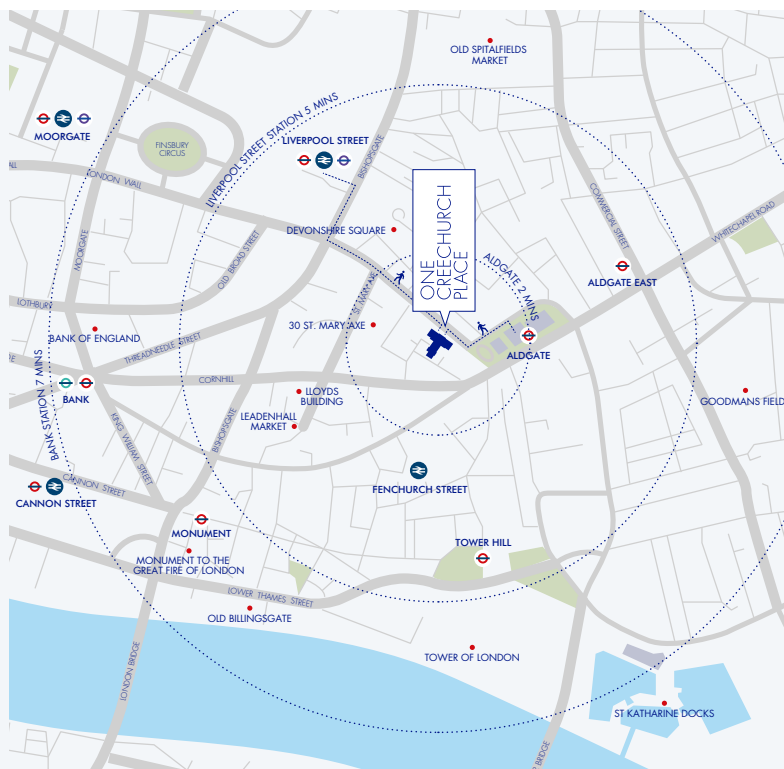 OLD SPITALFIELDS
MARKET
LIVERPOOL STREET STATION 5 MINS
MOORGATE
FINSBURY
CIRCUS
LIVERPOOL STREET
BISHOPSGATE
ALL
LONDON WALL
COMMERCIAL STREET
WHITECHAPEL ROAD
ONE
CREECHURCH
PLACE
DEVONSHIRE SQUARE
MOORGATE
OLD BROAD STREET
ALDGATE 2 MINS
ALDGATE EAST
ST. MARY AXE
LOTHBURY
BANK OF ENGLAND
30 ST. MARY AXE
THREADNEEDLE STREET
ALDGATE
BANK STATION 7 MINS
CORNHILL
BANK
LLOYDS
BUILDING
GOODMANS FIELD
LEADENHALL
MARKET
KING WILLIAM STREET
BISHOPSGATE
FENCHURCH STREET
CANNON STREET
CANNON STREET
MONUMENT
TOWER HILL
MONUMENT TO THE
GREAT FIRE OF LONDON
LOWER THAMES STREET
OLD BILLINGSGATE
TOWER OF LONDON
LONDON BRIDGE
ST KATHARINE DOCKS
BRIDGE